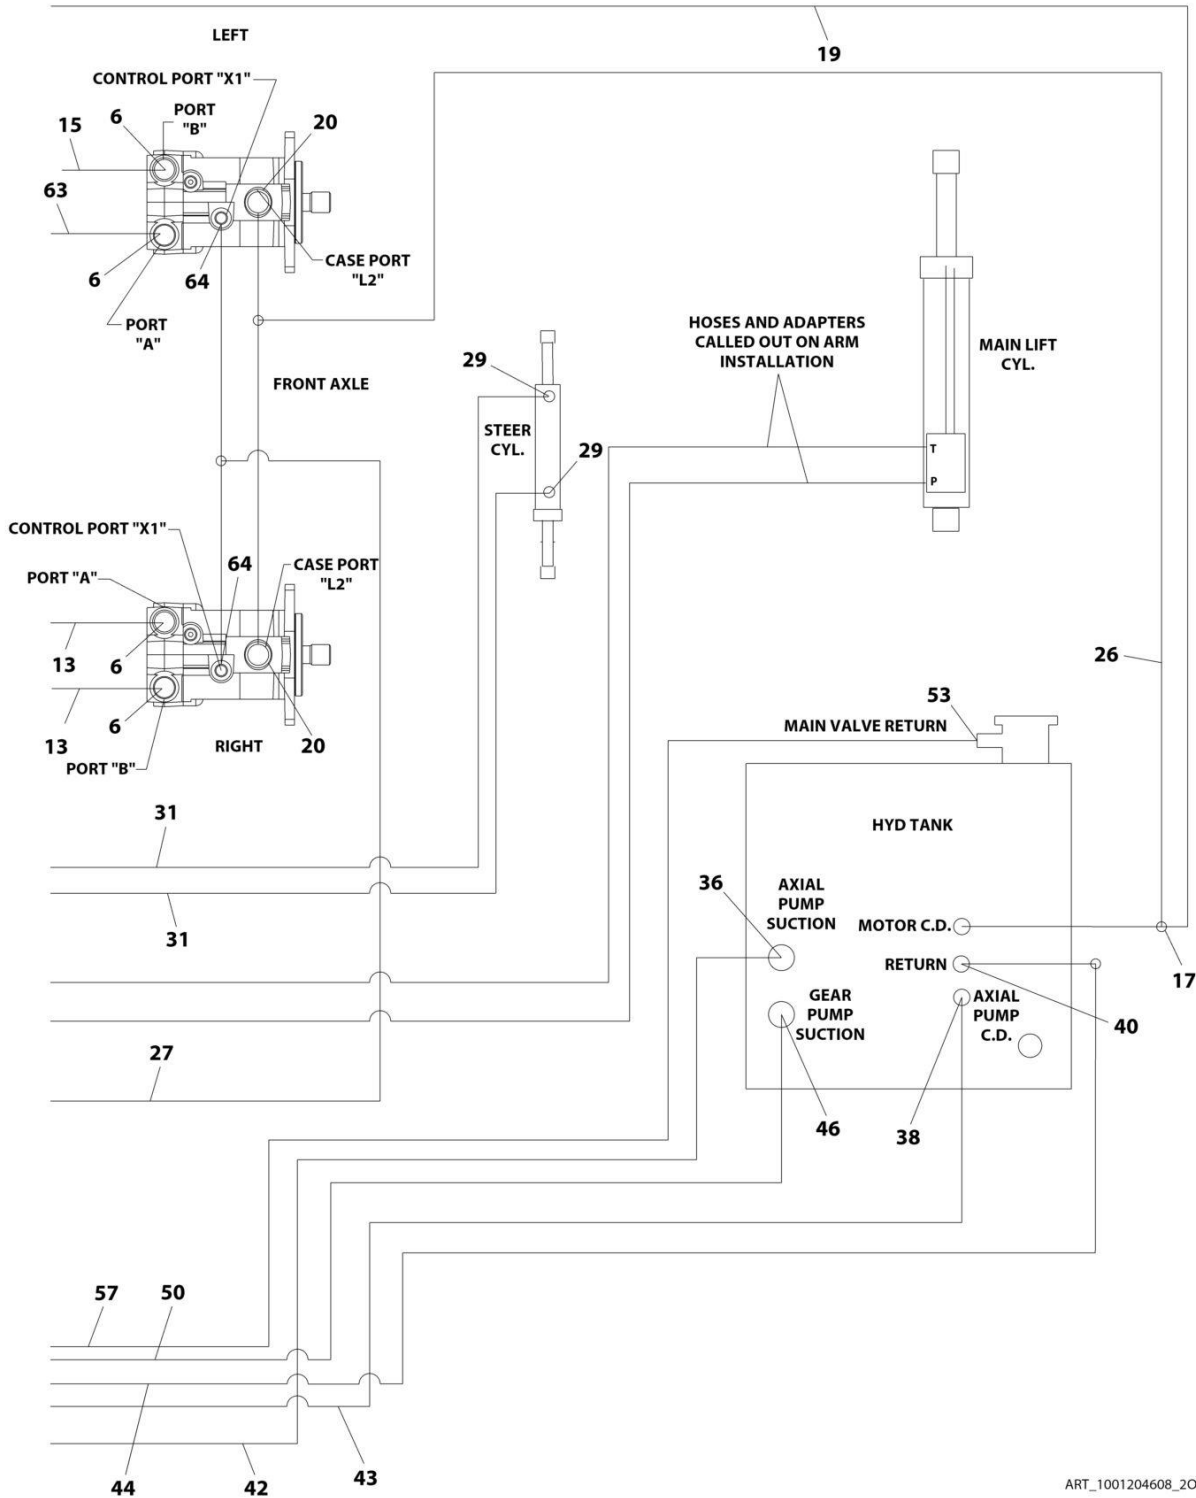 19
LEFT
CONTROL PORT "X1"
6
PORT
"B"
20
15
63
6
64
CASE PORT
"L2"
PORT
"A"
HOSES AND ADAPTERS
CALLED OUT ON ARM
INSTALLATION
MAIN LIFT
CYL.
29
FRONT AXLE
STEER
CYL.
29
T
P
CONTROL PORT "X1"
64
CASE PORT
"L2"
PORT "A"
13
6
26
53
6
13
RIGHT
20
MAIN VALVE RETURN
PORT "B"
31
HYD TANK
36
AXIAL
PUMP
SUCTION
MOTOR C.D.
31
RETURN
17
GEAR
PUMP
SUCTION
AXIAL
PUMP
C.D.
40
27
46
38
57
50
44
42
43
ART_1001204608_2O